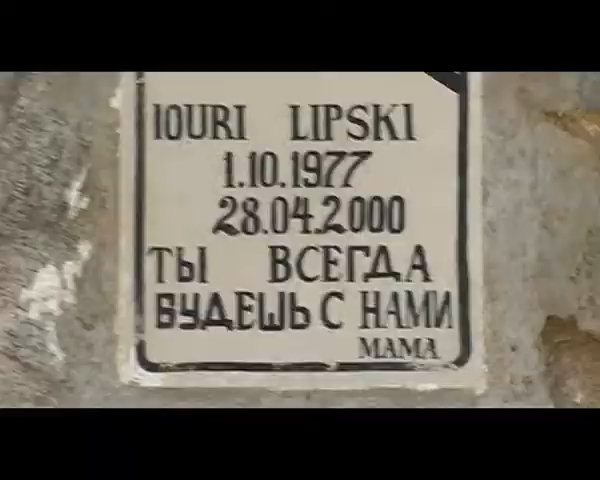 IOURI LIPSKI
1.10.1977
28.04.2000
ТЫ ВСЕГДА
БУДЕШЬ С НАМИ
МАМА